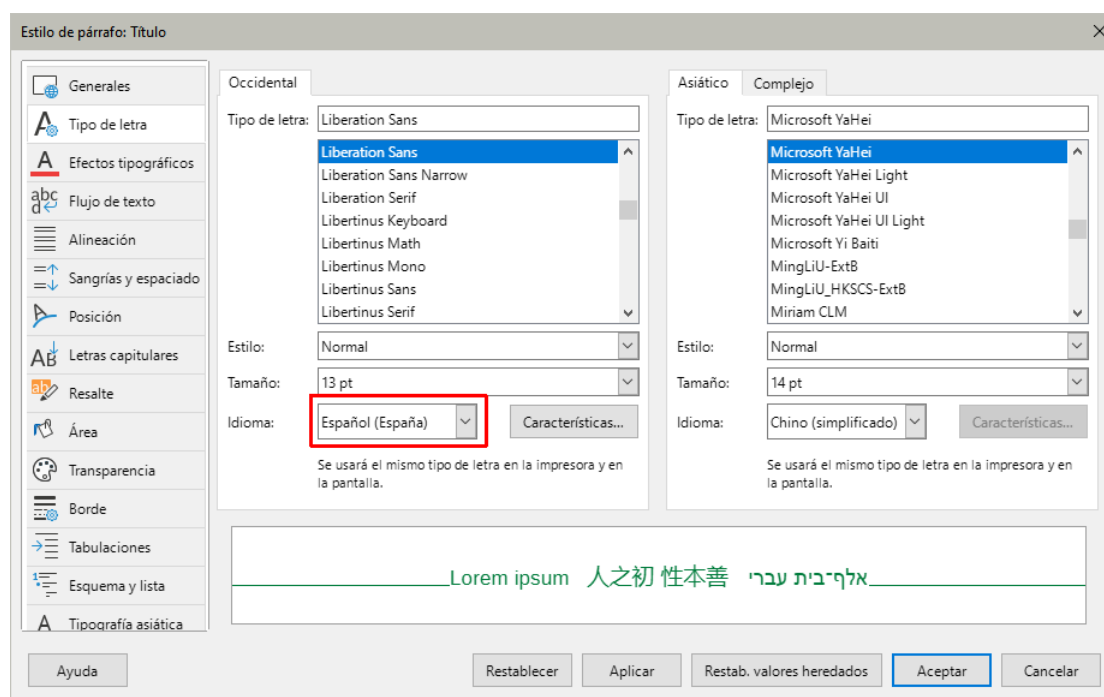 Estilo de párrafo: Título
Generales
Tipo de letra
Efectos tipográficos
Flujo de texto
Alineación
Sangrías y espaciado
Posición
Letras capitulares
Resalte
Área
Transparencia
Borde
Tabulaciones
Esquema y lista
Tipografía asiática
Occidental
Tipo de letra: Liberation Sans
Liberation Sans
Liberation Sans Narrow
Liberation Serif
Libertinus Keyboard
Libertinus Math
Libertinus Mono
Libertinus Sans
Libertinus Serif
Estilo: Normal
Tamaño: 13 pt
Idioma: Español (España) Características...
Se usará el mismo tipo de letra en la impresora y en
la pantalla.
Asiático Complejo
Tipo de letra: Microsoft YaHei
Microsoft YaHei
Microsoft YaHei Light
Microsoft YaHei UI
Microsoft YaHei UI Light
Microsoft Yi Baiti
MingLiU-ExtB
MingLiU_HKSCS-ExtB
Miriam CLM
Estilo: Normal
Tamaño: 14 pt
Idioma: Chino (simplificado) Características...
Se usará el mismo tipo de letra en la impresora y en
la pantalla.
Lorem ipsum 人之初 性本善 אלף־בית עברי
Ayuda Restablecer Aplicar Restab. valores heredados Aceptar Cancelar